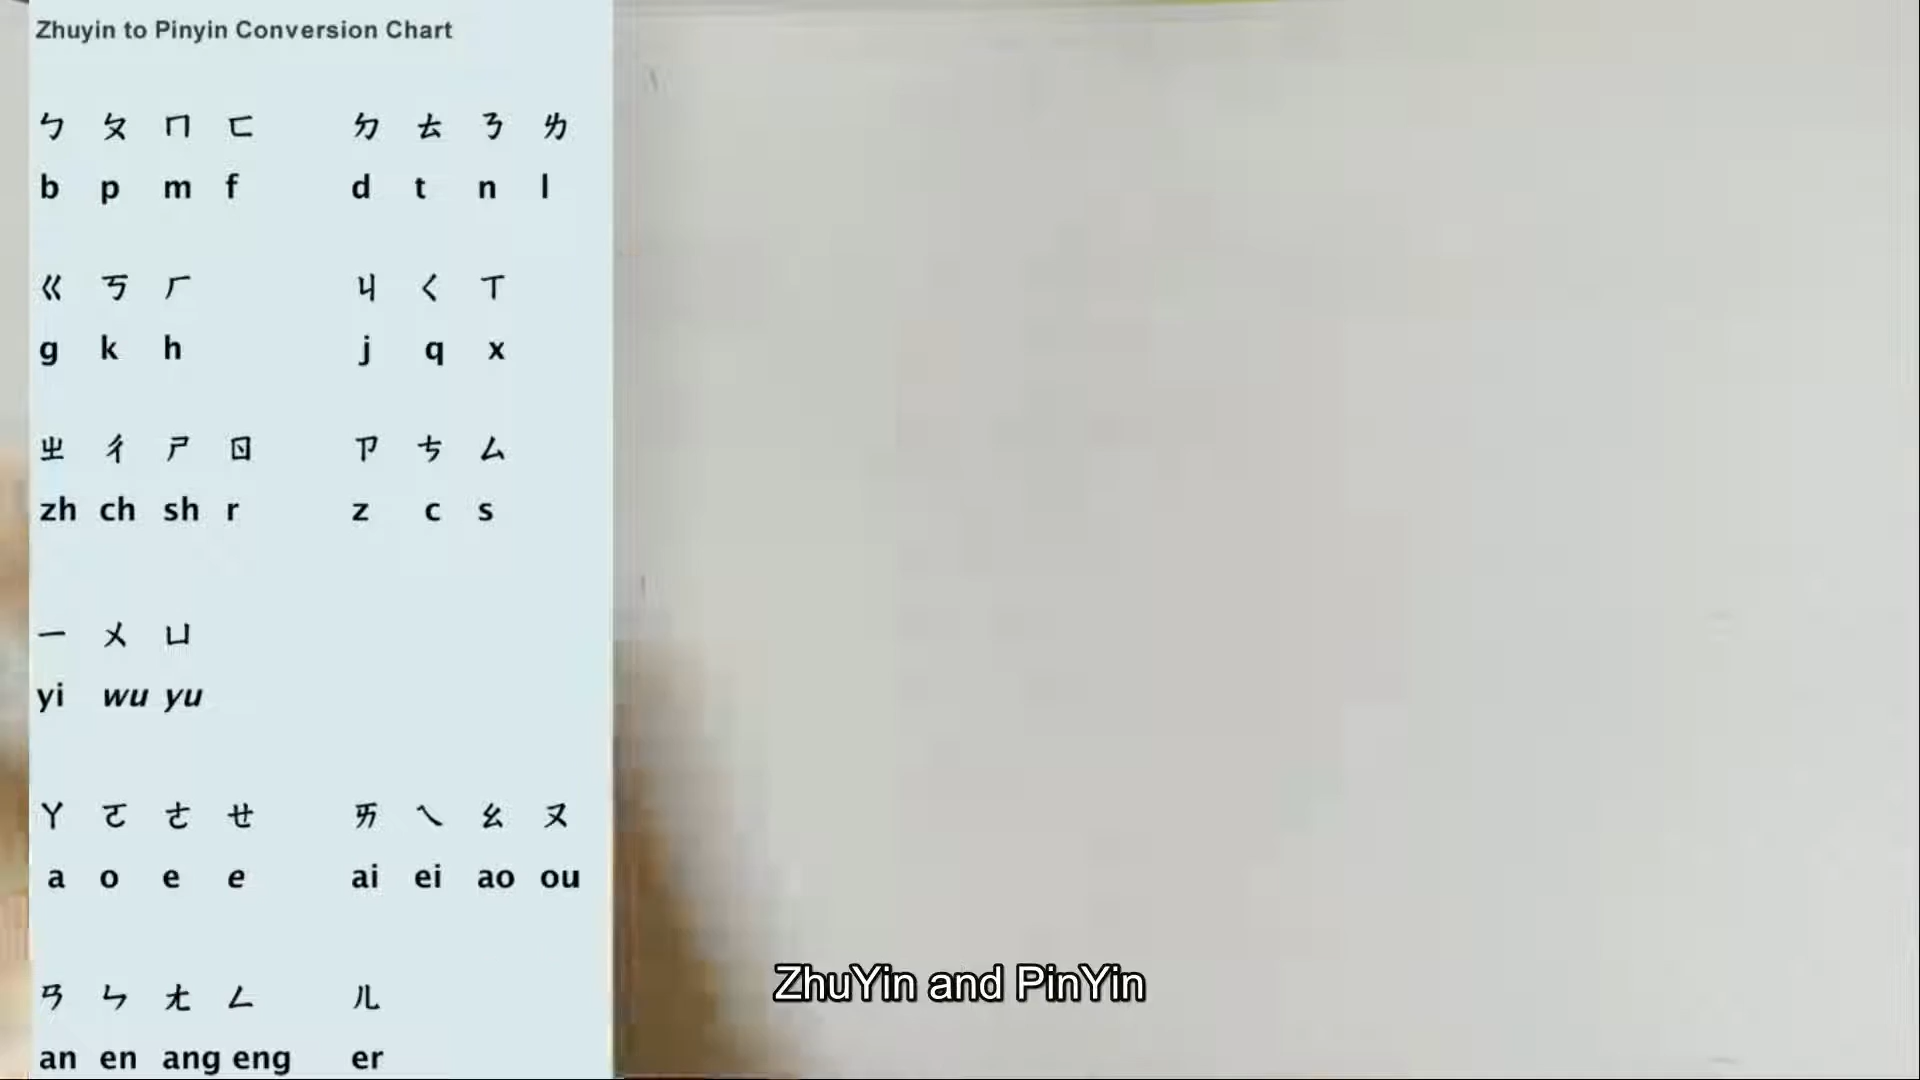 Zhuyin to Pinyin Conversion Chart
ㄅ ㄆ ㄇ ㄈ ㄉ ㄊ ㄋ ㄌ
b p m f d t n l
ㄍ ㄎ ㄏ ㄐ ㄑ ㄒ
g k h j q x
ㄓ ㄔ ㄕ ㄖ ㄗ ㄘ ㄙ
zh ch sh r z c s
ㄧ ㄨ ㄩ
yi wu yu
ㄚ ㄛ ㄜ ㄝ ㄞ ㄟ ㄠ ㄡ
a o e e ai ei ao ou
ㄢ ㄣ ㄤ ㄥ ㄦ
an en ang eng er
ZhuYin and PinYin